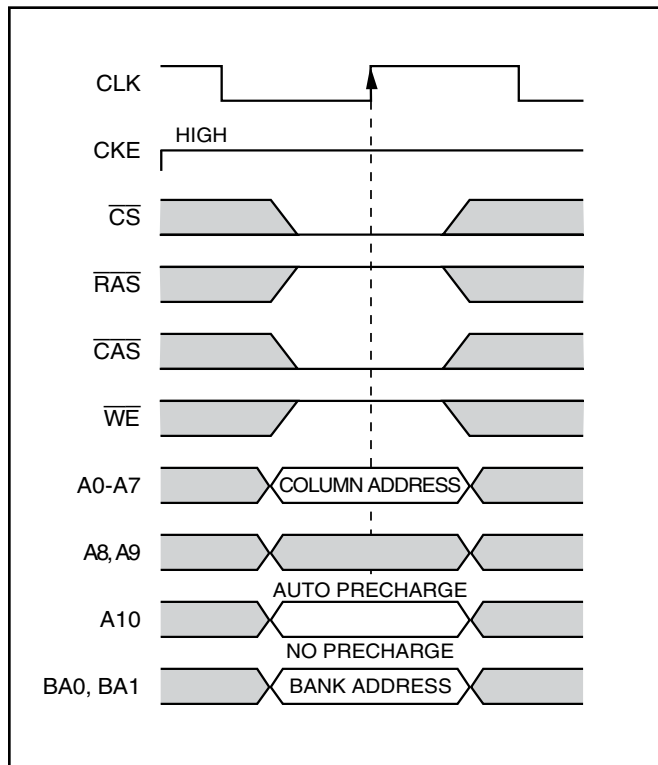 CLK
HIGH
CKE
CS
RAS
CAS
WE
A0-A7 COLUMN ADDRESS
A8, A9
AUTO PRECHARGE
A10
NO PRECHARGE
BA0, BA1 BANK ADDRESS